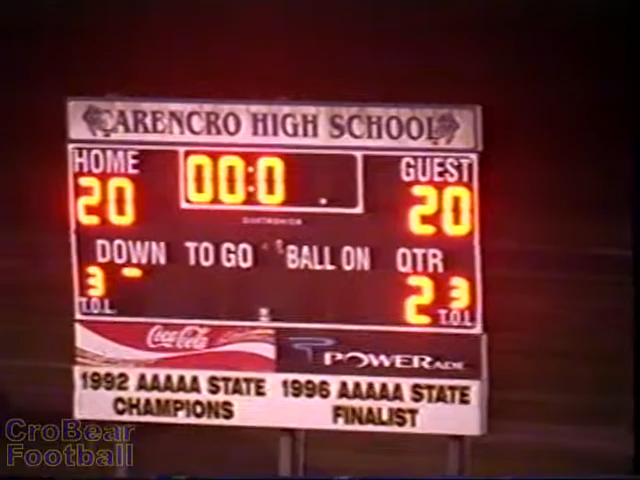 CARENCRO HIGH SCHOOL
HOME 00:0 GUEST
20 20
DAKTRONICS
DOWN TO GO BALL ON QTR
3 2 3
T.O.L. T.O.L
Coca-Cola POWERADE
1992 AAAAA STATE CHAMPIONS
1996 AAAAA STATE FINALIST
CroBear
Football